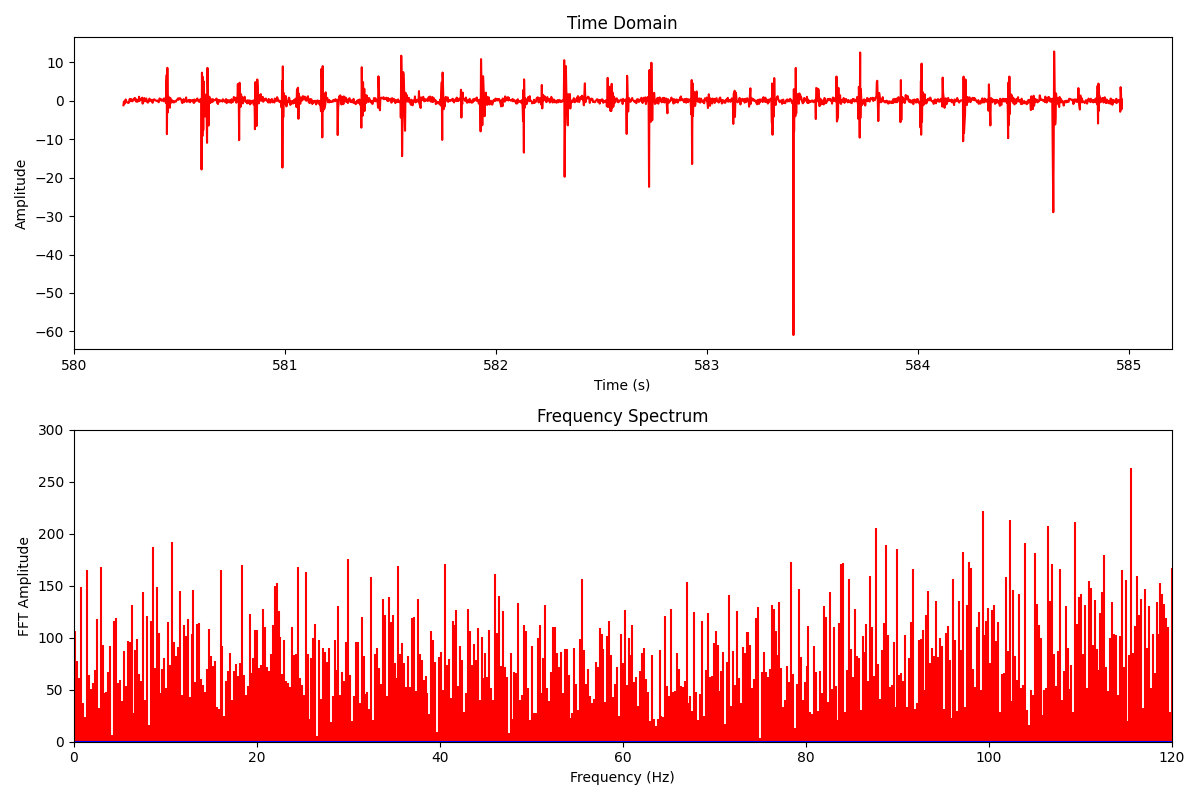 Time Domain
Amplitude
10
0
−10
−20
−30
−40
−50
−60
580 581 582 583 584 585
Time (s)
Frequency Spectrum
FFT Amplitude
300
250
200
150
100
50
0
0 20 40 60 80 100 120
Frequency (Hz)